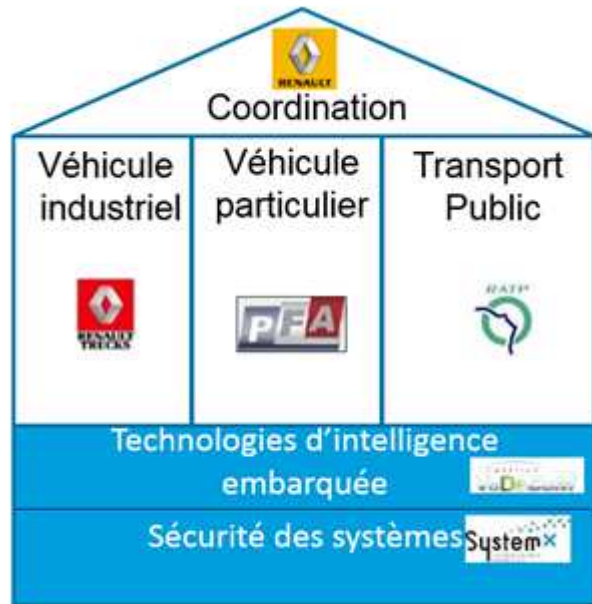 RENAULT
Coordination
Véhicule
industriel
Véhicule
particulier
Transport
Public
RENAULT
TRUCKS
PFA
RATP
Technologies d'intelligence
embarquée
Sécurité des systèmes
SystemX